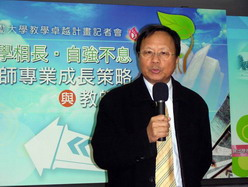 大學教學卓越計畫記者會
學相長。自強不息
師專業成長策略
與教